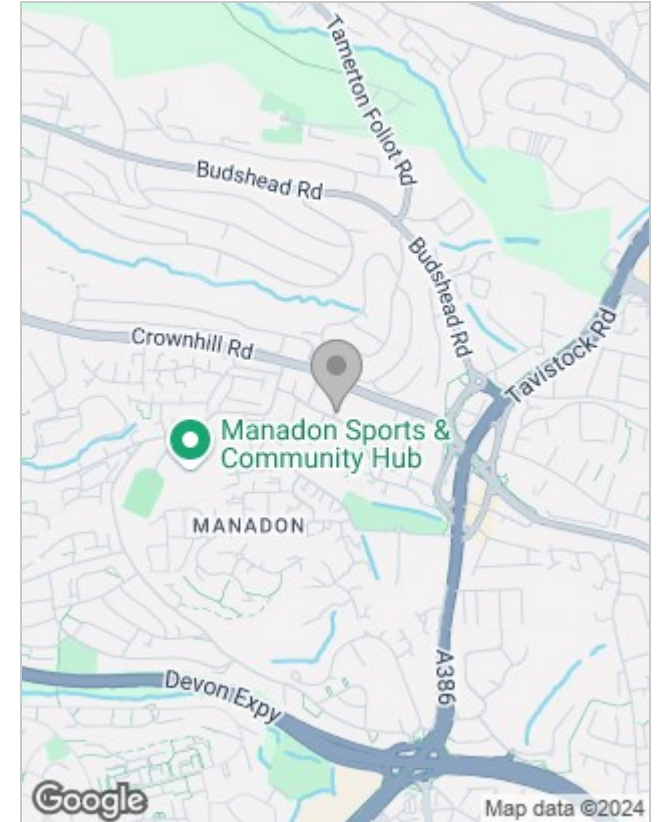 Tamerton Foliot Rd
Budshead Rd
Budshead Rd
Tavistock Rd
Crownhill Rd
Manadon Sports &
Community Hub
MANADON
A386
Devon Expy
Google
Map data ©2024